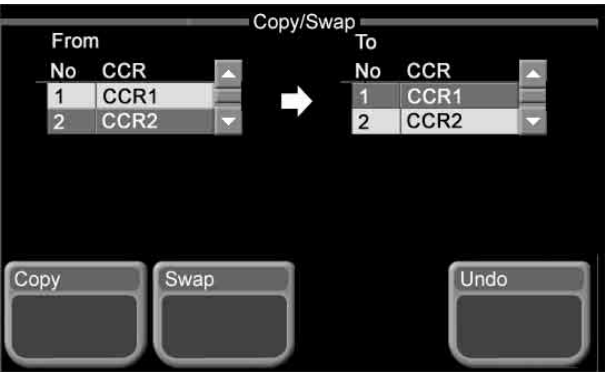 Copy/Swap
From To
No CCR No CCR
1 CCR1 1 CCR1
2 CCR2 2 CCR2
Copy Swap Undo